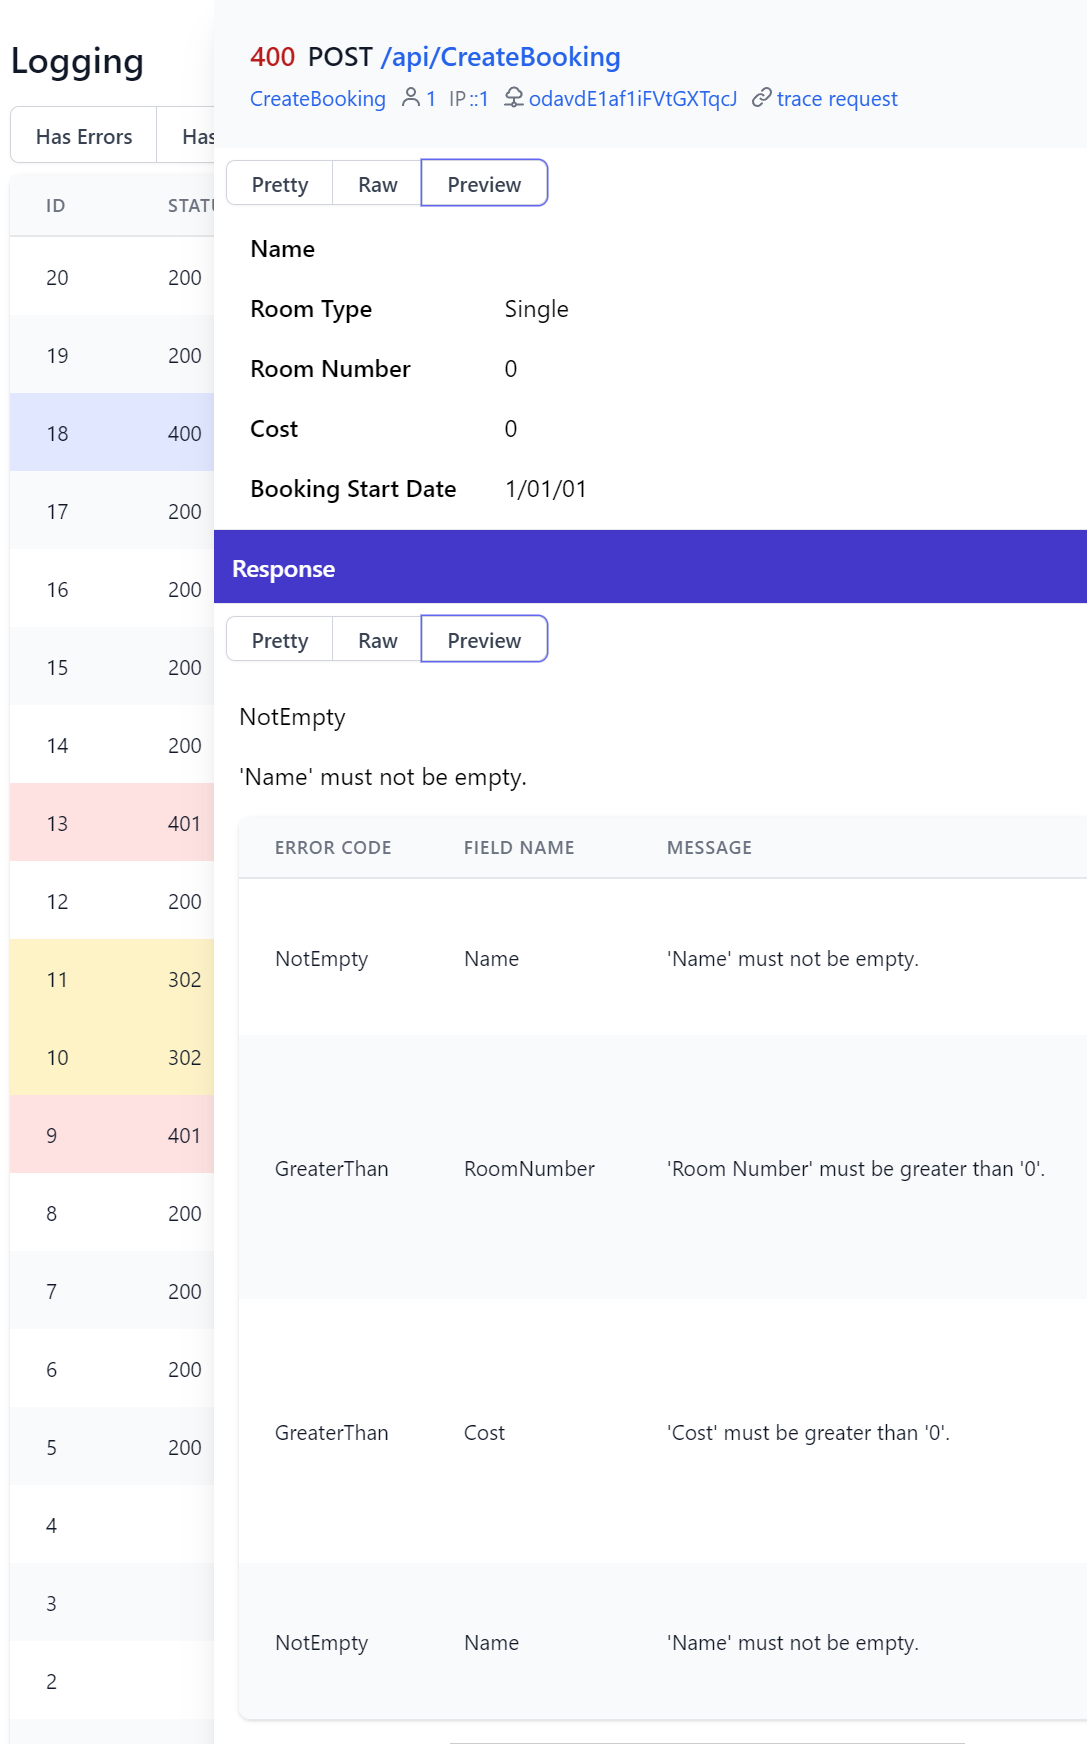 Logging
Has Errors
Has
ID STATU
20 200
19 200
18 400
17 200
16 200
15 200
14 200
13 401
12 200
11 302
10 302
9 401
8 200
7 200
6 200
5 200
4
3
2
400 POST /api/CreateBooking
CreateBooking 1 IP ::1 odavdE1af1iFVtGXTqcJ trace request
Pretty Raw Preview
Name
Room Type Single
Room Number 0
Cost 0
Booking Start Date 1/01/01
Response
Pretty Raw Preview
NotEmpty
'Name' must not be empty.
ERROR CODE FIELD NAME MESSAGE
NotEmpty Name 'Name' must not be empty.
GreaterThan RoomNumber 'Room Number' must be greater than '0'.
GreaterThan Cost 'Cost' must be greater than '0'.
NotEmpty Name 'Name' must not be empty.